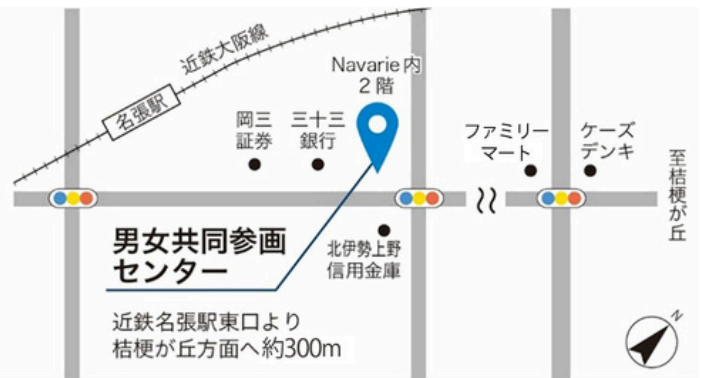 近鉄大阪線
名張駅
Navarie内
2階
岡三
証券
三十三
銀行
ファミリー
マート
ケーズ
デンキ
至桔梗が丘
男女共同参画
センター
北伊勢上野
信用金庫
近鉄名張駅東口より
桔梗が丘方面へ約300m
N